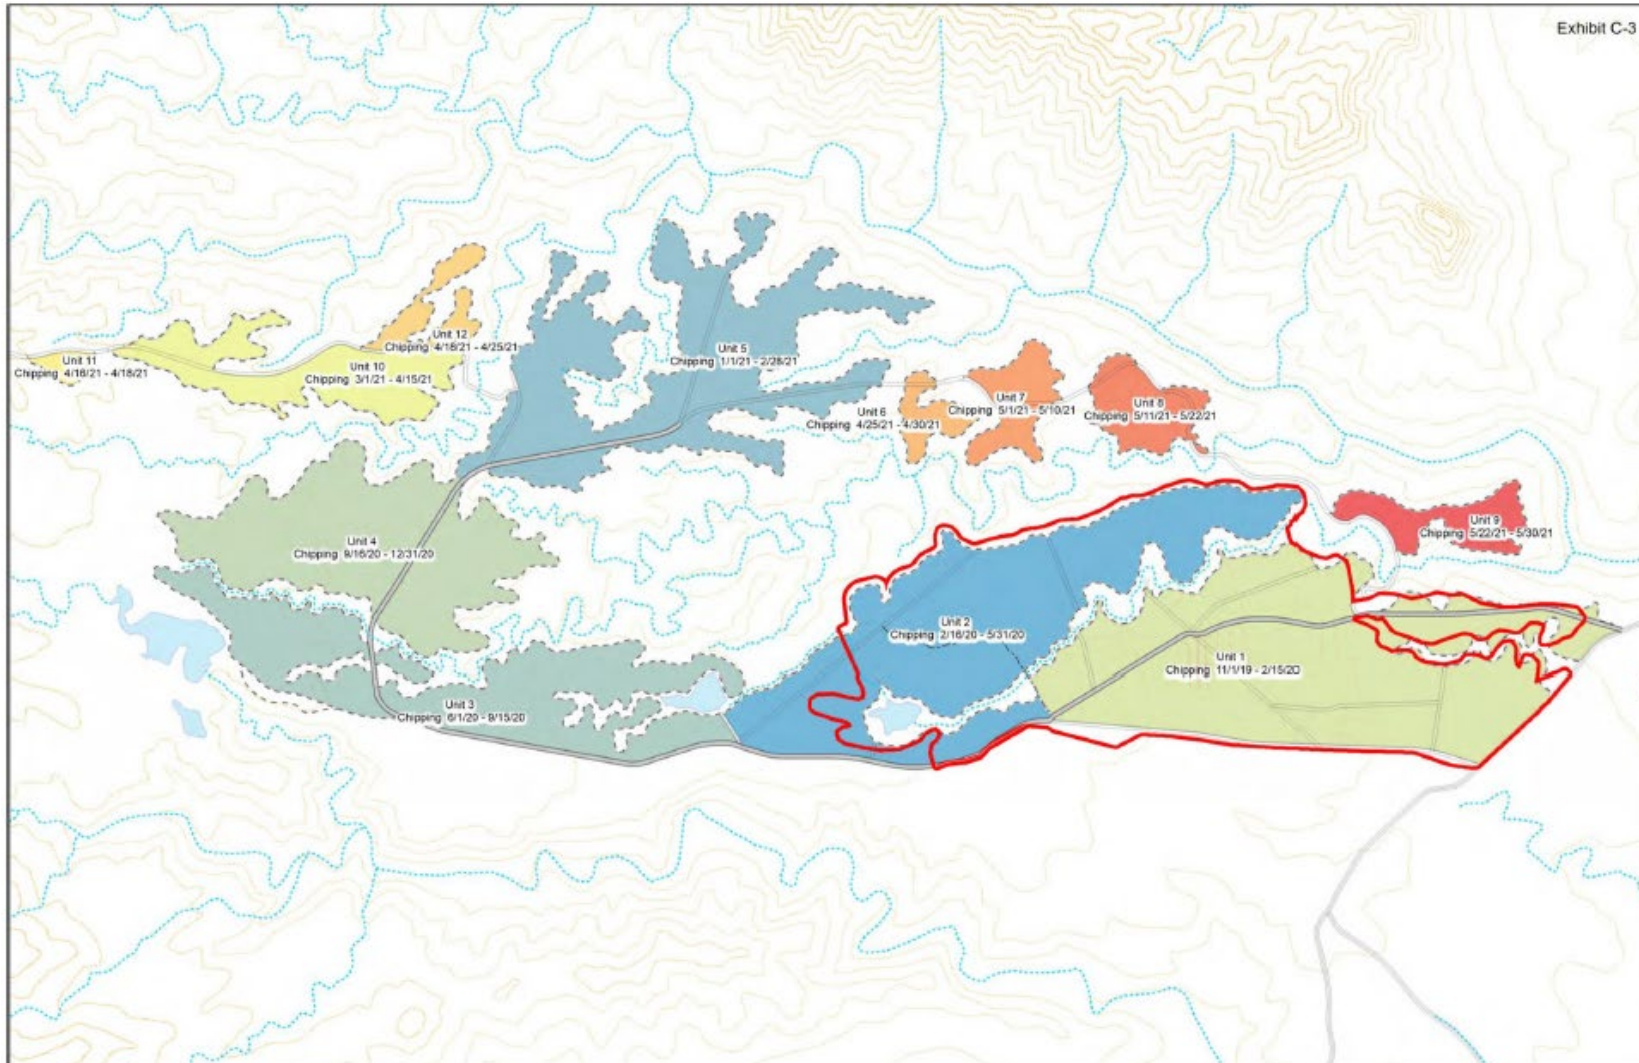 Exhibit C-3
Unit 12
Chipping 4/18/21 - 4/25/21
Unit 11
Chipping 4/16/21 - 4/18/21
Unit 10
Chipping 3/1/21 - 4/15/21
Unit 5
Chipping 1/1/21 - 2/28/21
Unit 6
Chipping 4/25/21 - 4/30/21
Unit 7
Chipping 5/1/21 - 5/10/21
Unit 8
Chipping 5/11/21 - 5/22/21
Unit 9
Chipping 5/22/21 - 5/30/21
Unit 4
Chipping 9/16/20 - 12/31/20
Unit 2
Chipping 2/16/20 - 5/31/20
Unit 1
Chipping 11/1/19 - 2/15/20
Unit 3
Chipping 6/1/20 - 9/15/20